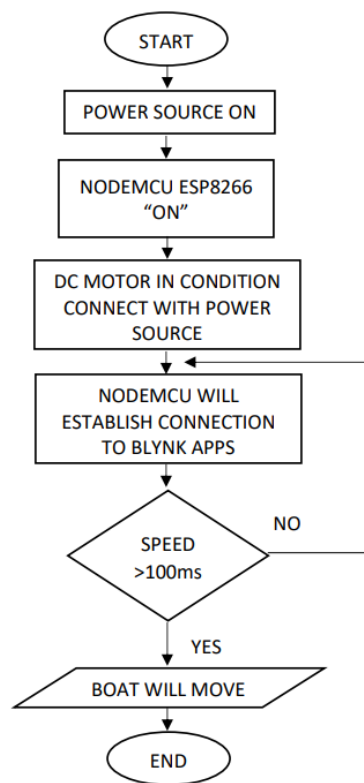 START
POWER SOURCE ON
NODEMCU ESP8266
“ON”
DC MOTOR IN CONDITION
CONNECT WITH POWER
SOURCE
NODEMCU WILL
ESTABLISH CONNECTION
TO BLYNK APPS
NO
SPEED
>100ms
YES
BOAT WILL MOVE
END